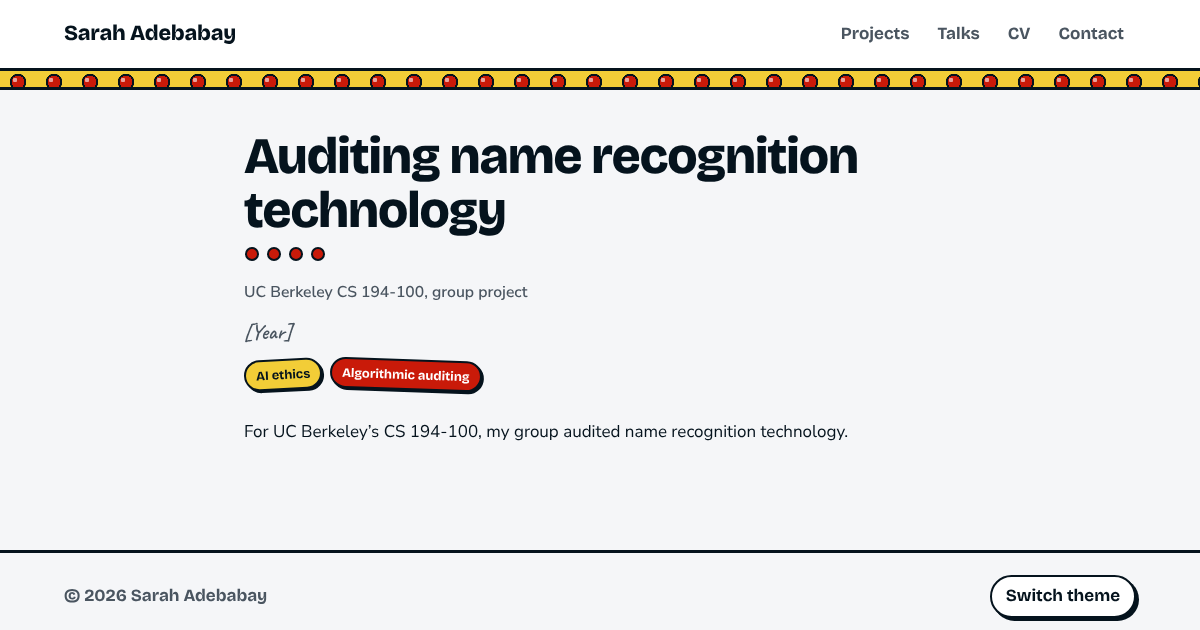 Sarah Adebabay
Projects Talks CV Contact
Auditing name recognition
technology
UC Berkeley CS 194-100, group project
[Year]
AI ethics Algorithmic auditing
For UC Berkeley’s CS 194-100, my group audited name recognition technology.
© 2026 Sarah Adebabay
Switch theme